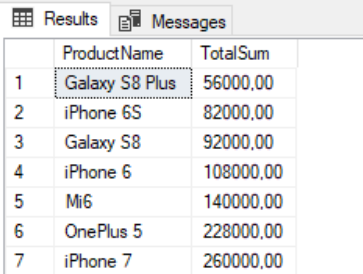 Results Messages
ProductName TotalSum
1 Galaxy S8 Plus 56000,00
2 iPhone 6S 82000,00
3 Galaxy S8 92000,00
4 iPhone 6 108000,00
5 Mi6 140000,00
6 OnePlus 5 228000,00
7 iPhone 7 260000,00